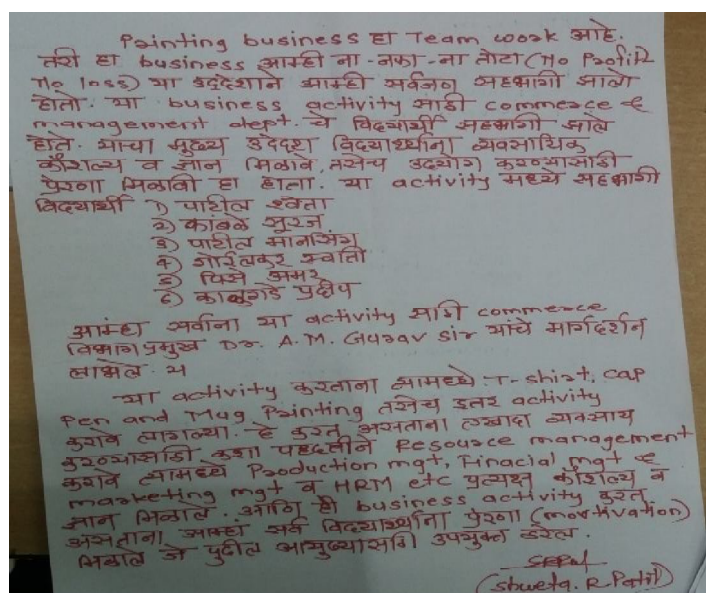 Painting business हा Team work आहे.
तरी हा business आम्ही ना-नफा-ना तोटा (No Profit
No loss) या उद्देशाने आम्ही सर्वजण सहभागी झालो
होतो. या business activity साठी commerce &
management dept. चे विद्यार्थी सहभागी झाले
होते. याचा मुख्य उद्देश विद्यार्थ्यांना व्यवसायिक
कौशल्य व ज्ञान मिळावे, तसेच उद्योग करण्यासाठी
प्रेरणा मिळावी हा होता. या activity मध्ये सहभागी
विद्यार्थी 1) पाटील श्वेता
2) कांबळे सुरज
3) पाटील मानसिंग
4) गोरुलकर स्वाती
5) पिसे अमर
6) काळुगडे प्रदीप
आम्हा सर्वांना या activity साठी commerce
विभाग प्रमुख Dr. A. M. Gurav sir यांचे मार्गदर्शन
लाभले.
या activity करताना त्यामध्ये T-shirt, cap
Pen and Mug Painting तसेच इतर activity
कराव्या लागल्या. हे करत असताना एखादा व्यवसाय
करण्यासाठी कशा पद्धतीने Resource management
करावे त्यामध्ये Production mgt, Finacial mgt &
marketing mgt व HRM etc प्रत्यक्ष कौशल्य व
ज्ञान मिळाले. आणि ही business activity करत
असताना आम्हा सर्व विद्यार्थ्यांना प्रेरणा (mortivation)
मिळाले जे पुढील आयुष्यासाठी उपयुक्त ठरेल.
(Shweta. R Patil)